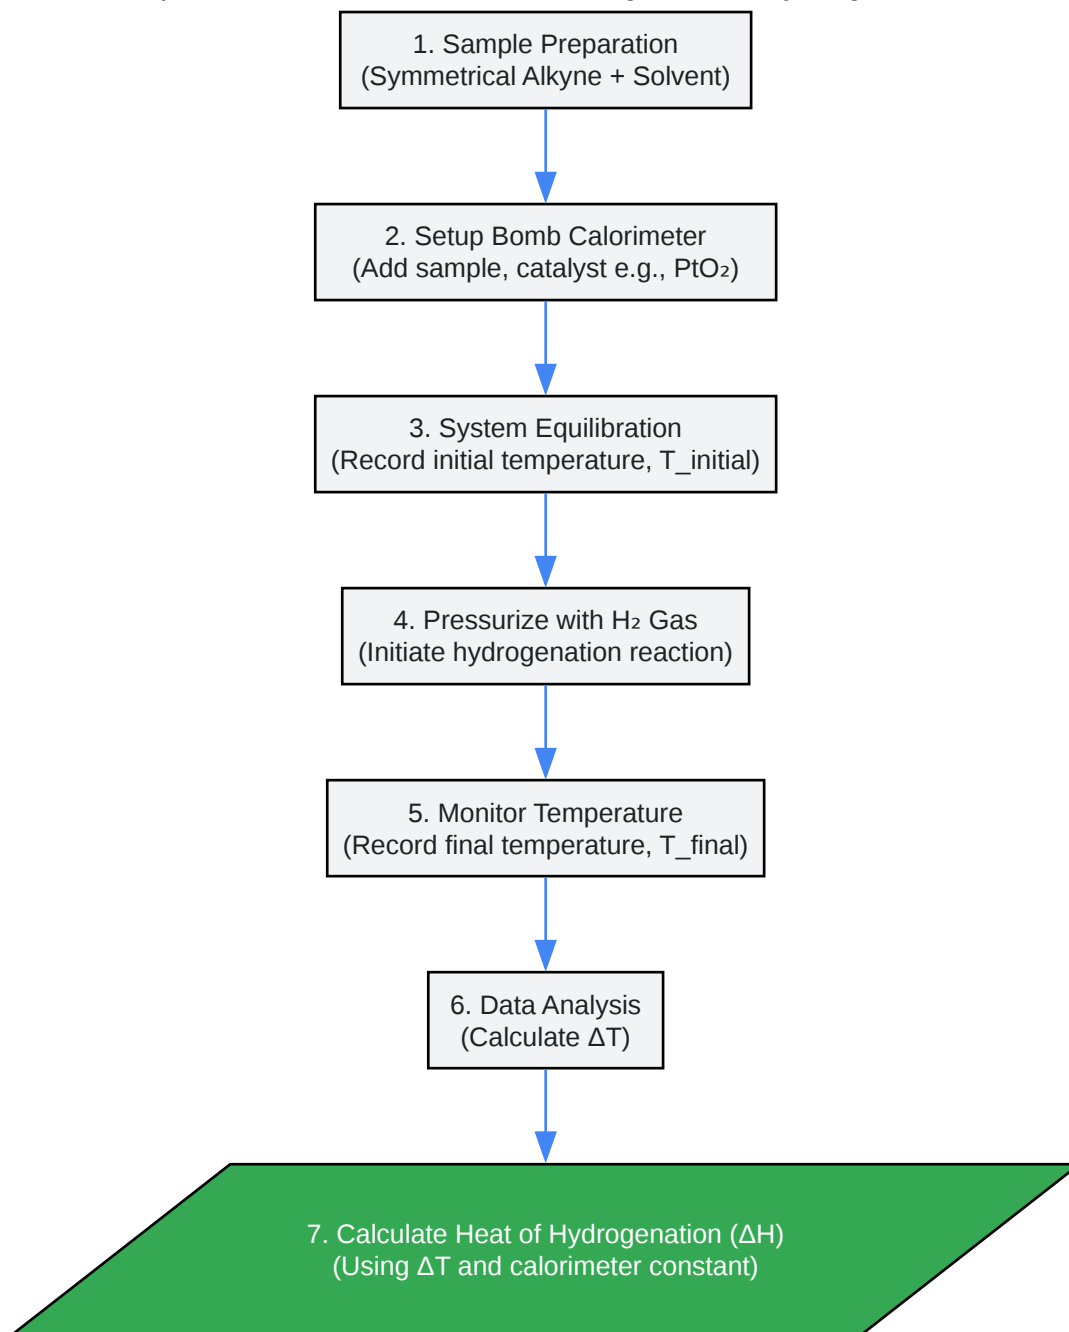 1. Sample Preparation
(Symmetrical Alkyne + Solvent)
2. Setup Bomb Calorimeter
(Add sample, catalyst e.g., PtO₂)
3. System Equilibration
(Record initial temperature, T_initial)
4. Pressurize with H₂ Gas
(Initiate hydrogenation reaction)
5. Monitor Temperature
(Record final temperature, T_final)
6. Data Analysis
(Calculate ΔT)
7. Calculate Heat of Hydrogenation (ΔH)
(Using ΔT and calorimeter constant)